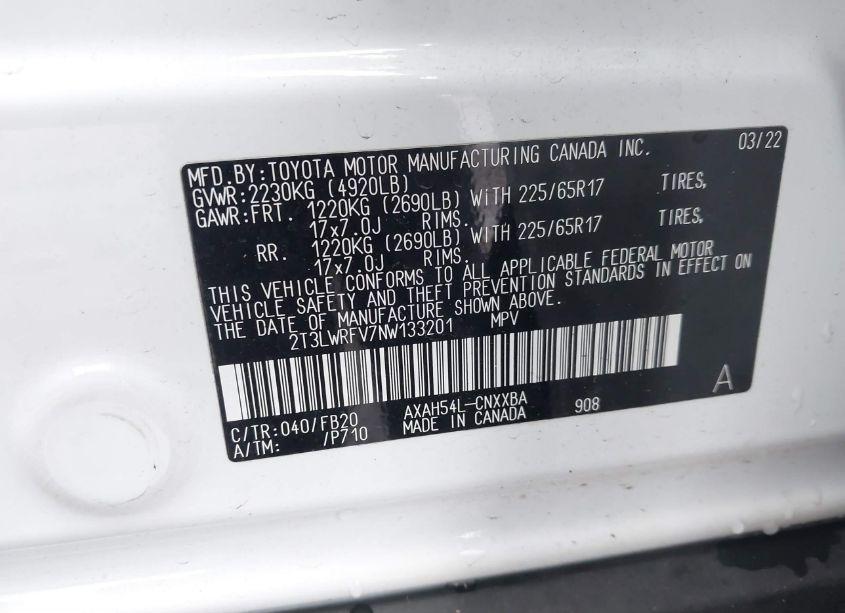 MFD.BY:TOYOTA MOTOR MANUFACTURING CANADA INC. 03/22
GVWR:2230KG (4920LB)
GAWR:FRT. 1220KG (2690LB) WITH 225/65R17 TIRES,
17x7.0J RIMS.
RR. 1220KG (2690LB) WITH 225/65R17 TIRES,
17x7.0J RIMS.
THIS VEHICLE CONFORMS TO ALL APPLICABLE FEDERAL MOTOR
VEHICLE SAFETY AND THEFT PREVENTION STANDARDS IN EFFECT ON
THE DATE OF MANUFACTURE SHOWN ABOVE.
2T3LWRFV7NW133201 MPV
A
C/TR:040/FB20 AXAH54L-CNXXBA 908
A/TM: /P710 MADE IN CANADA